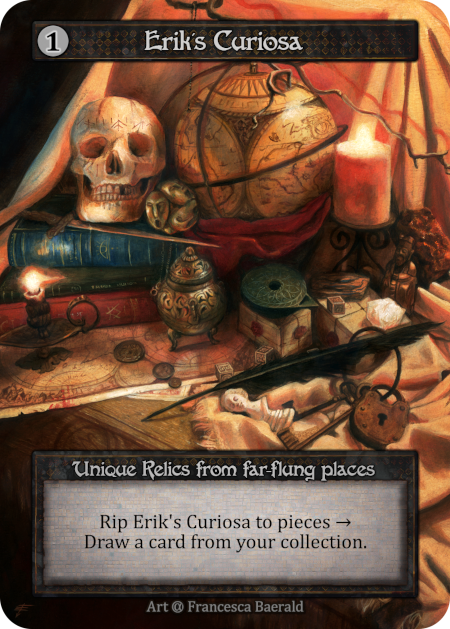 1
Erik's Curiosa
Unique Relics from far-flung places
Rip Erik's Curiosa to pieces →
Draw a card from your collection.
Art @ Francesca Baerald